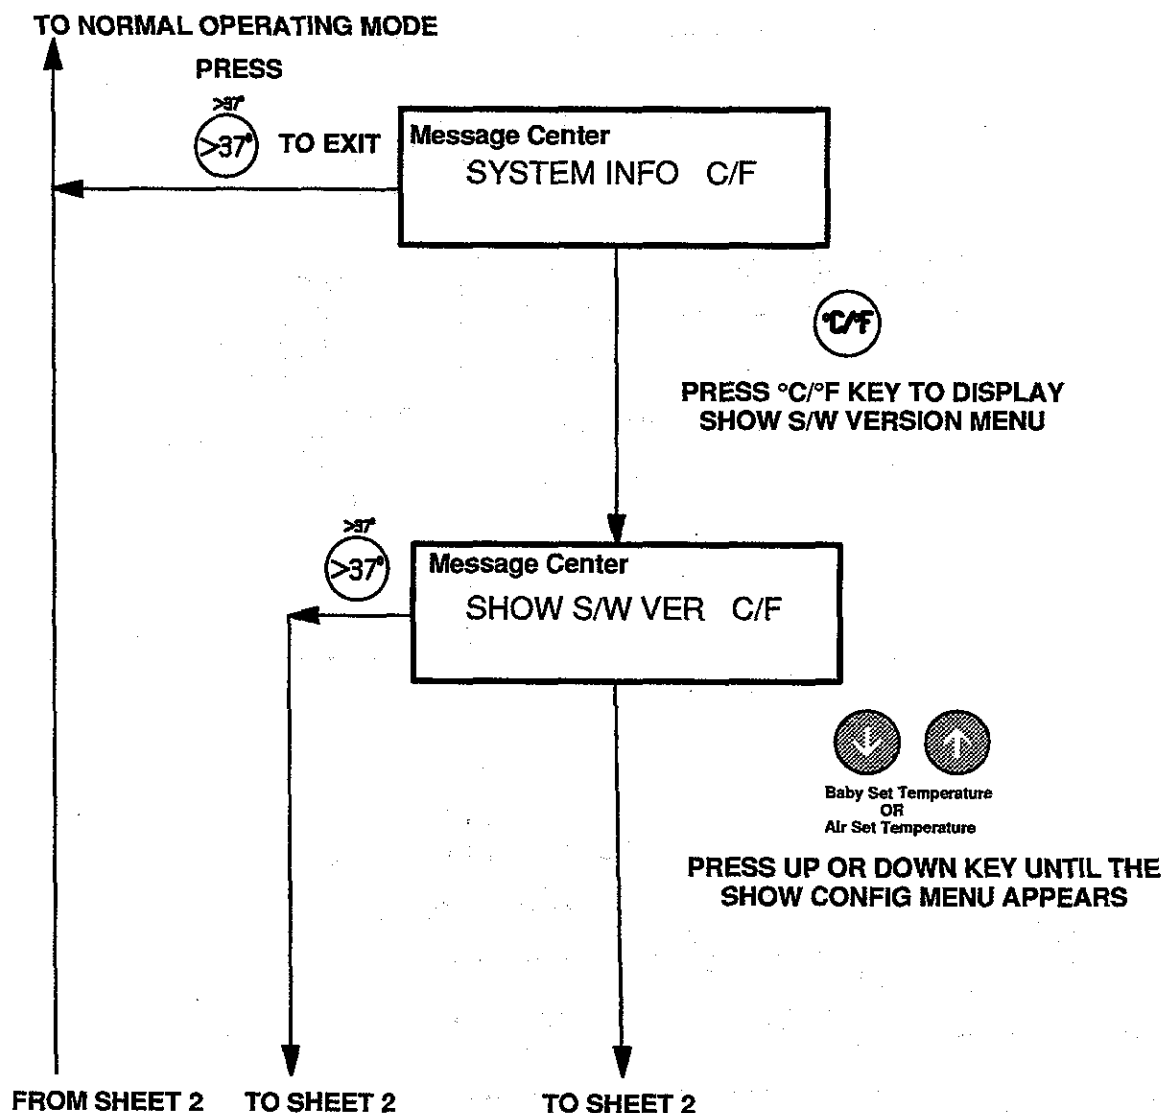 TO NORMAL OPERATING MODE
PRESS
>37°
>37° TO EXIT
Message Center
SYSTEM INFO C/F
°C/°F
PRESS °C/°F KEY TO DISPLAY
SHOW S/W VERSION MENU
>37°
>37°
Message Center
SHOW S/W VER C/F
Baby Set Temperature
OR
Air Set Temperature
PRESS UP OR DOWN KEY UNTIL THE
SHOW CONFIG MENU APPEARS
FROM SHEET 2 TO SHEET 2 TO SHEET 2